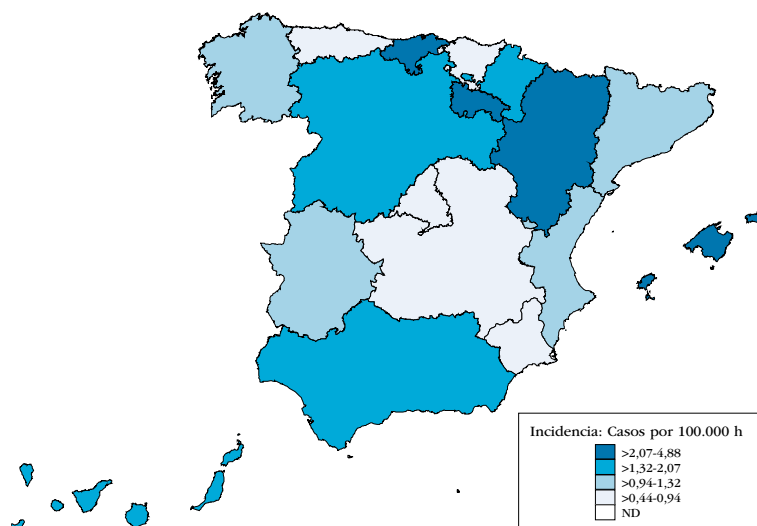 Incidencia: Casos por 100.000 h
>2,07-4,88
>1,32-2,07
>0,94-1,32
>0,44-0,94
ND